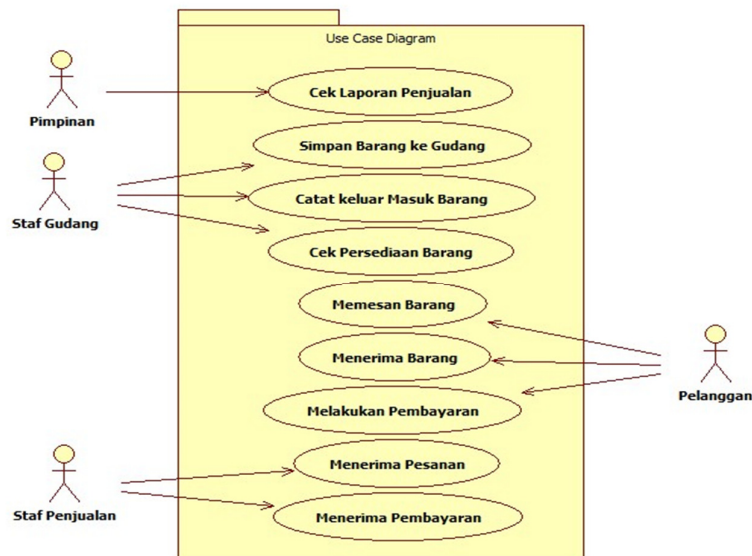 Use Case Diagram
Pimpinan
Cek Laporan Penjualan
Simpan Barang ke Gudang
Staf Gudang
Catat keluar Masuk Barang
Cek Persediaan Barang
Memesan Barang
Menerima Barang
Pelanggan
Melakukan Pembayaran
Menerima Pesanan
Staf Penjualan
Menerima Pembayaran